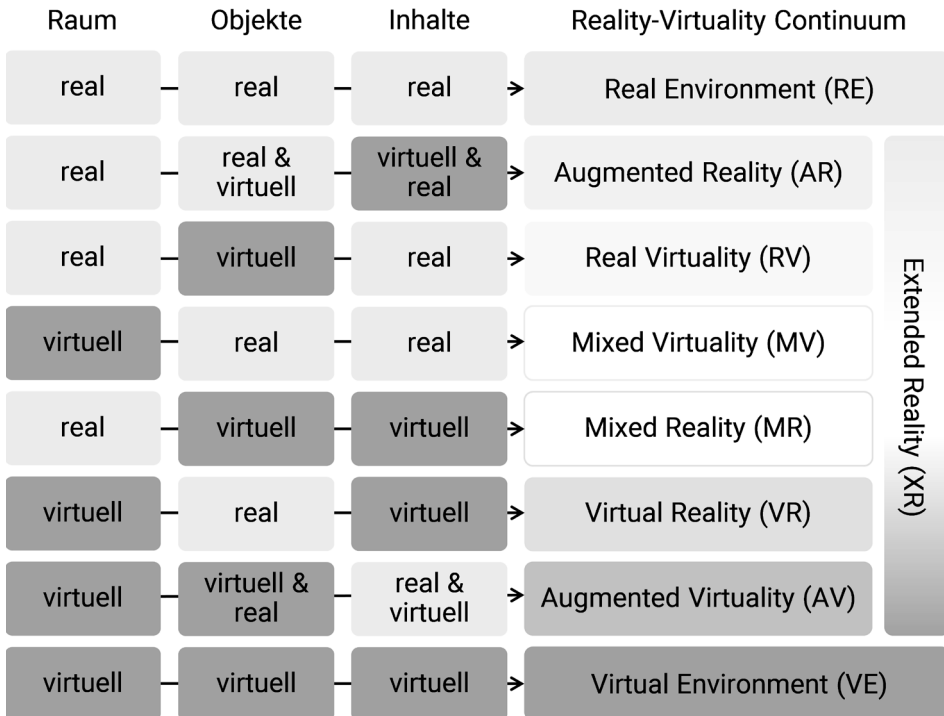 Raum Objekte Inhalte Reality-Virtuality Continuum
real real real Real Environment (RE)
real real & virtuell virtuell & real Augmented Reality (AR)
real virtuell real Real Virtuality (RV)
virtuell real real Mixed Virtuality (MV)
real virtuell virtuell Mixed Reality (MR)
virtuell real virtuell Virtual Reality (VR)
virtuell virtuell & real real & virtuell Augmented Virtuality (AV)
virtuell virtuell virtuell Virtual Environment (VE)
Extended Reality (XR)